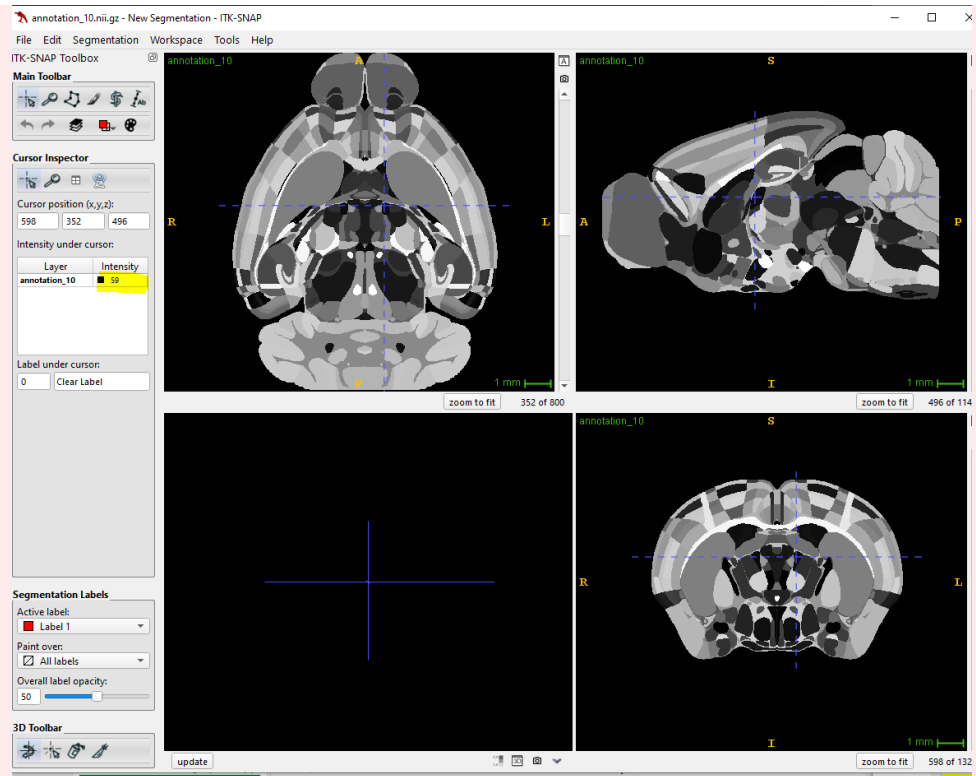 annotation_10.nii.gz - New Segmentation - ITK-SNAP
File Edit Segmentation Workspace Tools Help
ITK-SNAP Toolbox
Main Toolbar
Cursor Inspector
Cursor position (x,y,z):
598 352 496
Intensity under cursor:
Layer Intensity
annotation_10 59
Label under cursor:
0 Clear Label
Segmentation Labels
Active label:
Label 1
Paint over:
All labels
Overall label opacity:
50
3D Toolbar
annotation_10
A
R
L
1 mm
zoom to fit 352 of 800
A
annotation_10
S
A
P
I
1 mm
zoom to fit 496 of 114
update
3D
annotation_10
S
R
L
I
1 mm
zoom to fit 598 of 132